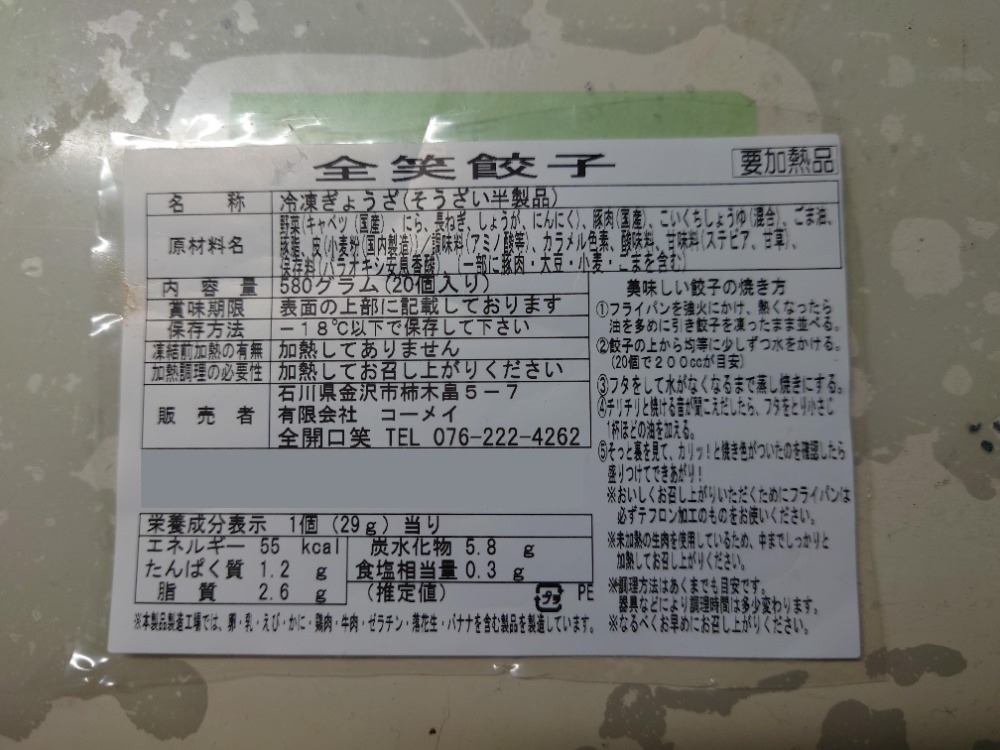 全笑餃子
要加熱品
名 称 冷凍ぎょうざ(そうざい半製品)
原材料名 野菜(キャベツ(国産)、にら、長ねぎ、しょうが、にんにく)、豚肉(国産)、こいくちしょうゆ(混合)、ごま油、
豚脂、皮(小麦粉(国内製造))/調味料(アミノ酸等)、カラメル色素、酸味料、甘味料(ステビア、甘草)、
保存料(パラオキシ安息香酸)、(一部に豚肉・大豆・小麦・ごまを含む)
内容量 580グラム(20個入り)
賞味期限 表面の上部に記載しております
保存方法 −18℃以下で保存して下さい
凍結前加熱の有無 加熱してありません
加熱調理の必要性 加熱してお召し上がりください
販売者 石川県金沢市柿木畠5−7
有限会社 コーメイ
全開口笑 TEL 076-222-4262
美味しい餃子の焼き方
①フライパンを強火にかけ、熱くなったら
油を多めに引き餃子を凍ったまま並べる。
②餃子の上から均等に少しずつ水をかける。
(20個で200ccが目安)
③フタをして水がなくなるまで蒸し焼きにする。
④チリチリと焼ける音が聞こえだしたら、フタをとり小さじ
1杯ほどの油を加える。
⑤そっと裏を見て、カリッ!と焼き色がついたのを確認したら
盛りつけてできあがり!
※おいしくお召し上がりいただくためにフライパンは
必ずテフロン加工のものをお使いください。
※未加熱の生肉を使用しているため、中までしっかりと
加熱してお召し上がりください。
※調理方法はあくまでも目安です。
器具などにより調理時間は多少変わります。
※なるべくお早めにお召し上がりください。
栄養成分表示 1個(29g)当り
エネルギー 55 kcal 炭水化物 5.8 g
たんぱく質 1.2 g 食塩相当量 0.3 g
脂質 2.6 g (推定値)
プラ PE
※本製品製造工場では、卵・乳・えび・かに・鶏肉・牛肉・ゼラチン・落花生・バナナを含む製品を製造しています。